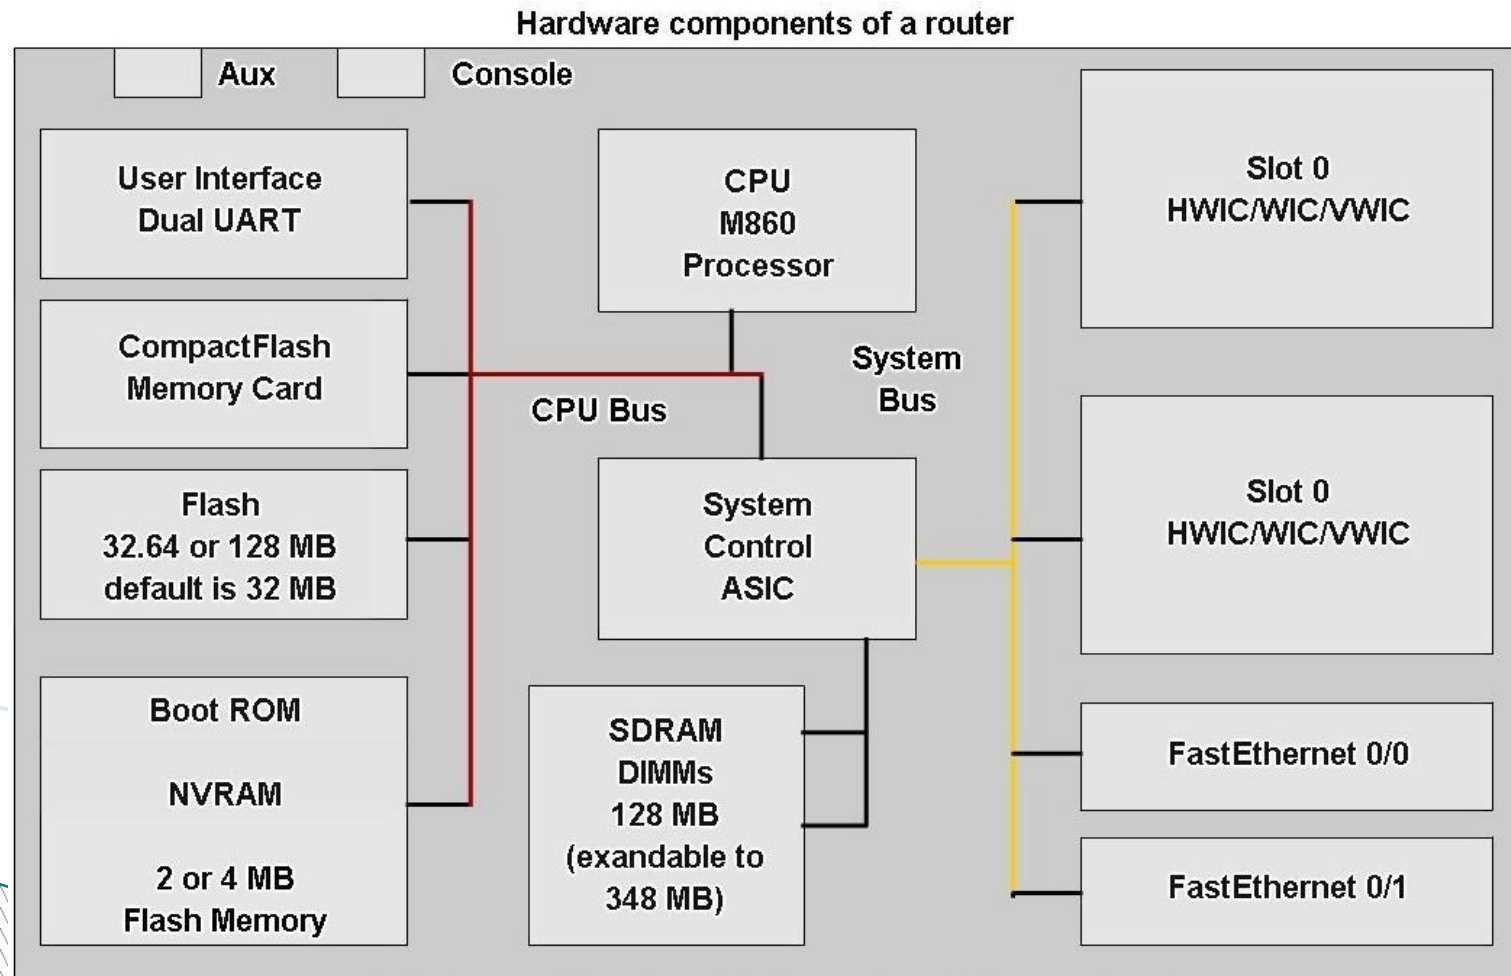 Hardware components of a router
Aux
Console
User Interface
Dual UART
CompactFlash
Memory Card
Flash
32.64 or 128 MB
default is 32 MB
Boot ROM
NVRAM
2 or 4 MB
Flash Memory
CPU
M860
Processor
CPU Bus
System
Bus
System
Control
ASIC
SDRAM
DIMMs
128 MB
(exandable to
348 MB)
Slot 0
HWIC/WIC/VWIC
Slot 0
HWIC/WIC/VWIC
FastEthernet 0/0
FastEthernet 0/1